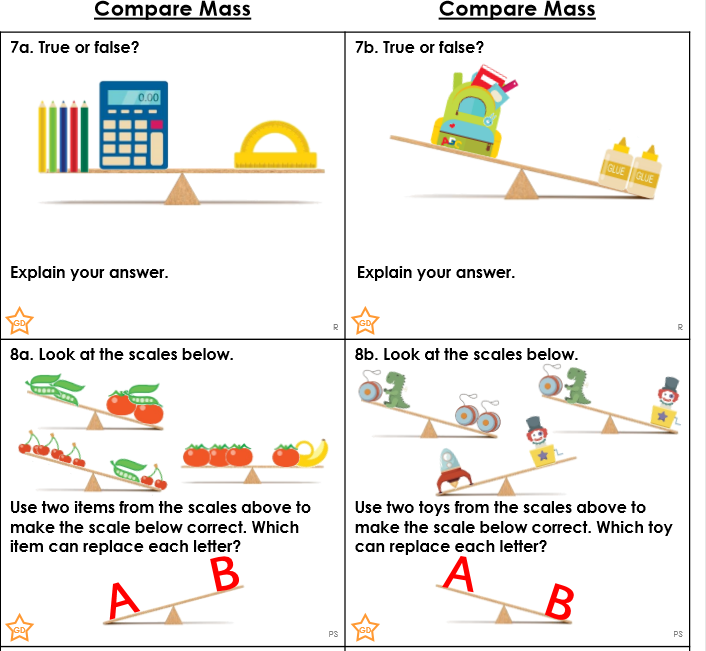 Compare Mass
Compare Mass
7a. True or false?
0.00
Explain your answer.
GD
R
7b. True or false?
ABC
GLUE
GLUE
Explain your answer.
GD
R
8a. Look at the scales below.
Use two items from the scales above to
make the scale below correct. Which
item can replace each letter?
A
B
GD
PS
8b. Look at the scales below.
Use two toys from the scales above to
make the scale below correct. Which toy
can replace each letter?
A
B
GD
PS